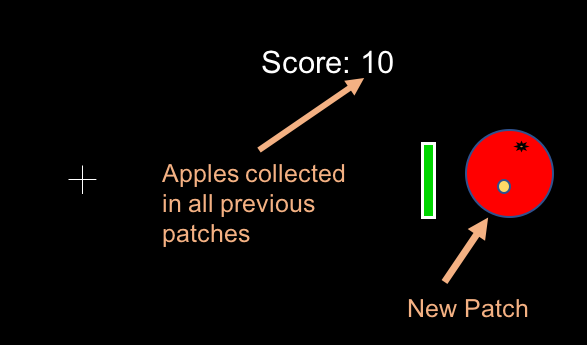 Score: 10
Apples collected
in all previous
patches
New Patch